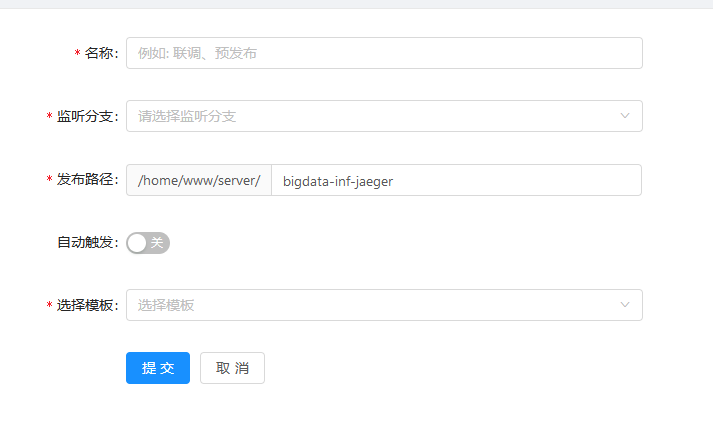 * 名称: 例如: 联调、预发布
* 监听分支: 请选择监听分支
* 发布路径: /home/www/server/ bigdata-inf-jaeger
自动触发: 关
* 选择模板: 选择模板
提 交 取 消